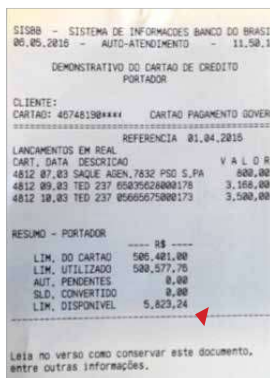 SISBB - SISTEMA DE INFORMACOES BANCO DO BRASI
06.05.2016 - AUTO-ATENDIMENTO - 11.50.1
DEMONSTRATIVO DO CARTAO DE CREDITO
PORTADOR
CLIENTE:
CARTAO: 46748190**** CARTAO PAGAMENTO GOVER
REFERENCIA 01.04.2016
LANCAMENTOS EM REAL
CART. DATA DESCRICAO V A L O R
4812 07.03 SAQUE AGEN.7832 PSO S.PA 800,00
4812 09.03 TED 237 65035628000178 3.168,00
4812 10.03 TED 237 05665675000173 3.500,00
RESUMO - PORTADOR
---- R$ ----
LIM. DO CARTAO 506.401,00
LIM. UTILIZADO 500.577,76
AUT. PENDENTES 0,00
SLD. CONVERTIDO 0,00
LIM. DISPONIVEL 5.823,24
Leia no verso como conservar este documento,
entre outras informações.